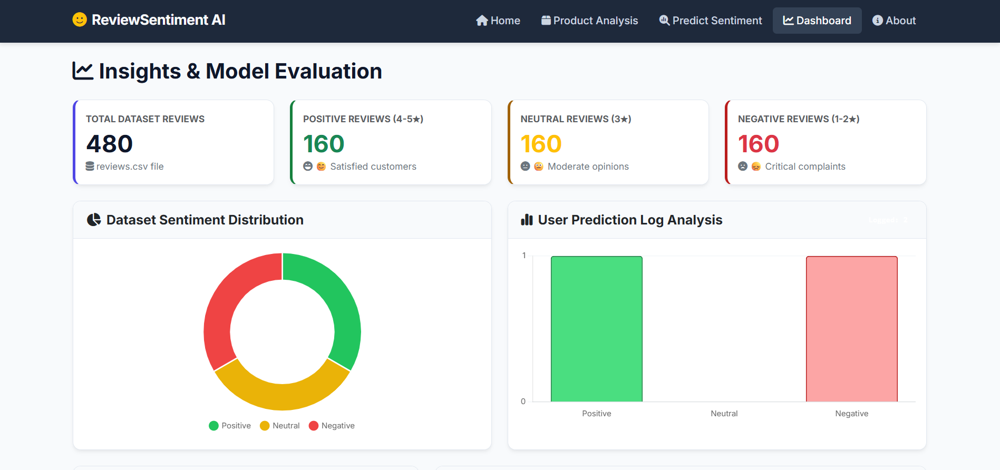 ReviewSentiment AI
Home
Product Analysis
Predict Sentiment
Dashboard
About
Insights & Model Evaluation
TOTAL DATASET REVIEWS
480
reviews.csv file
POSITIVE REVIEWS (4-5★)
160
Satisfied customers
NEUTRAL REVIEWS (3★)
160
Moderate opinions
NEGATIVE REVIEWS (1-2★)
160
Critical complaints
Dataset Sentiment Distribution
Positive
Neutral
Negative
User Prediction Log Analysis
Logged: 2
1
0
Positive
Neutral
Negative